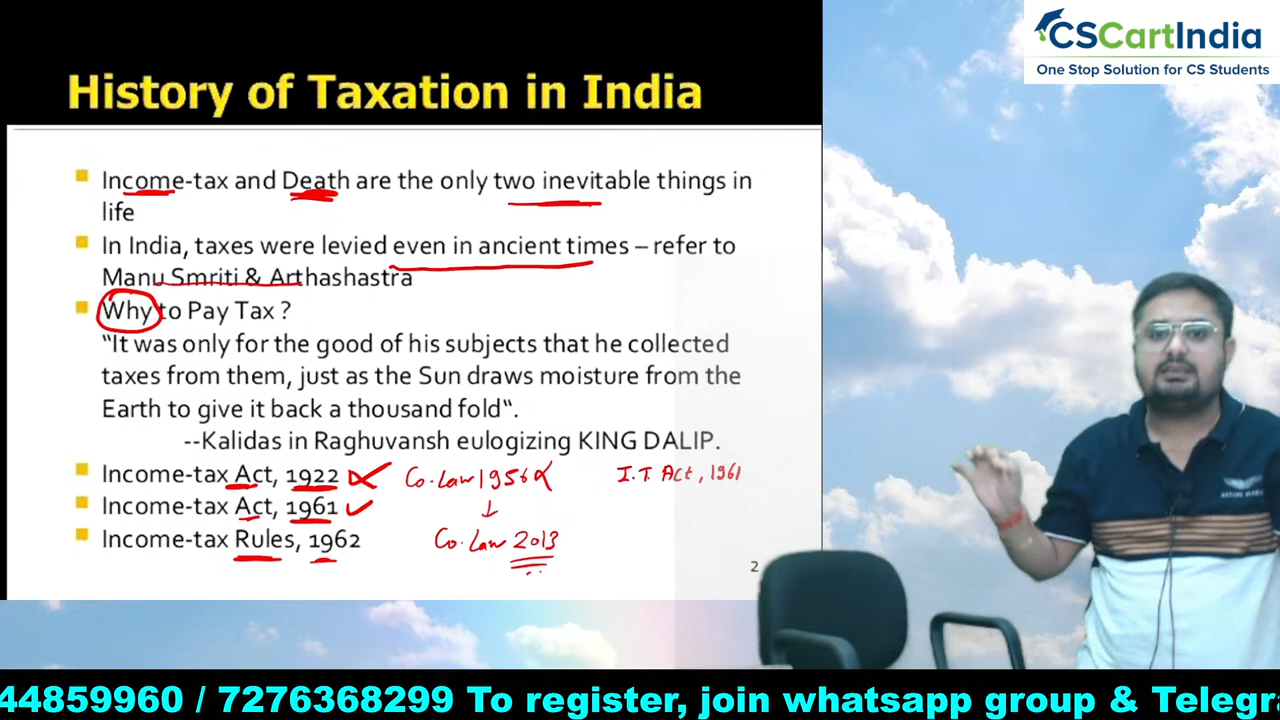 CSCartIndia
One Stop Solution for CS Students
History of Taxation in India
Income-tax and Death are the only two inevitable things in
life
In India, taxes were levied even in ancient times – refer to
Manu Smriti & Arthashastra
Why to Pay Tax ?
“It was only for the good of his subjects that he collected
taxes from them, just as the Sun draws moisture from the
Earth to give it back a thousand fold“.
--Kalidas in Raghuvansh eulogizing KING DALIP.
Income-tax Act, 1922 Co. Law 1956 I.T. Act, 1961
Income-tax Act, 1961
Income-tax Rules, 1962 Co. Law 2013
2
44859960 / 7276368299 To register, join whatsapp group & Telegra